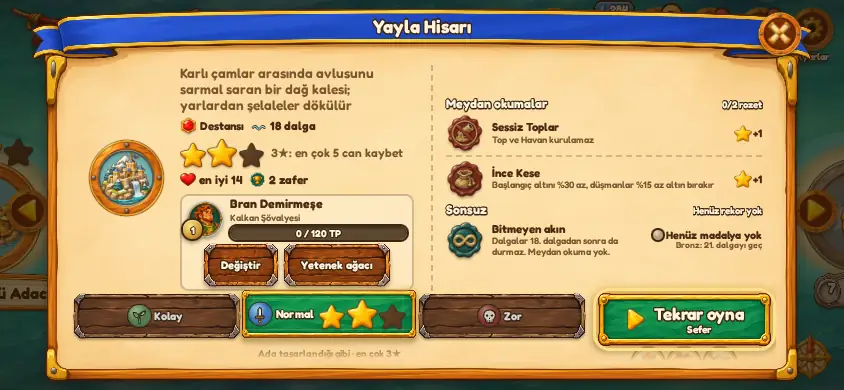 Yayla Hisarı
Karlı çamlar arasında avlusunu
sarmal saran bir dağ kalesi;
yarlardan şelaleler dökülür
Destansı 18 dalga
3★: en çok 5 can kaybet
en iyi 14 2 zafer
Bran Demirmeşe
Kalkan Şövalyesi
1
0 / 120 TP
Değiştir
Yetenek ağacı
Meydan okumalar
0/2 rozet
Sessiz Toplar
Top ve Havan kurulamaz
+1
İnce Kese
Başlangıç altını %30 az, düşmanlar %15 az altın bırakır
+1
Sonsuz
Henüz rekor yok
Bitmeyen akın
Dalgalar 18. dalgadan sonra da
durmaz. Meydan okuma yok.
Henüz madalya yok
Bronz: 21. dalgayı geç
Kolay
Normal
Zor
Tekrar oyna
Sefer
Ada tasarlandığı gibi · en çok 3★
7